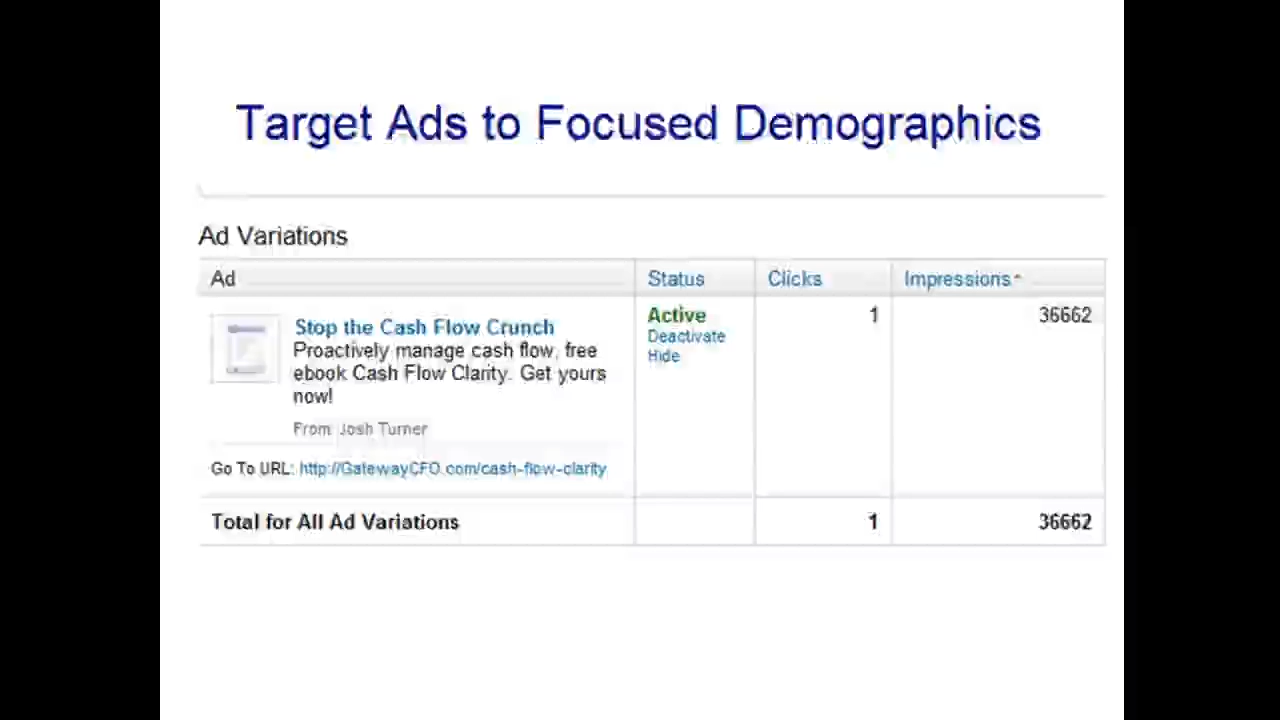 Target Ads to Focused Demographics
Ad Variations
Ad Status Clicks Impressions
Stop the Cash Flow Crunch
Proactively manage cash flow, free
ebook Cash Flow Clarity. Get yours
now!
From: Josh Turner
Go To URL: http://GatewayCFO.com/cash-flow-clarity
Active
Deactivate
Hide
1
36662
Total for All Ad Variations 1 36662